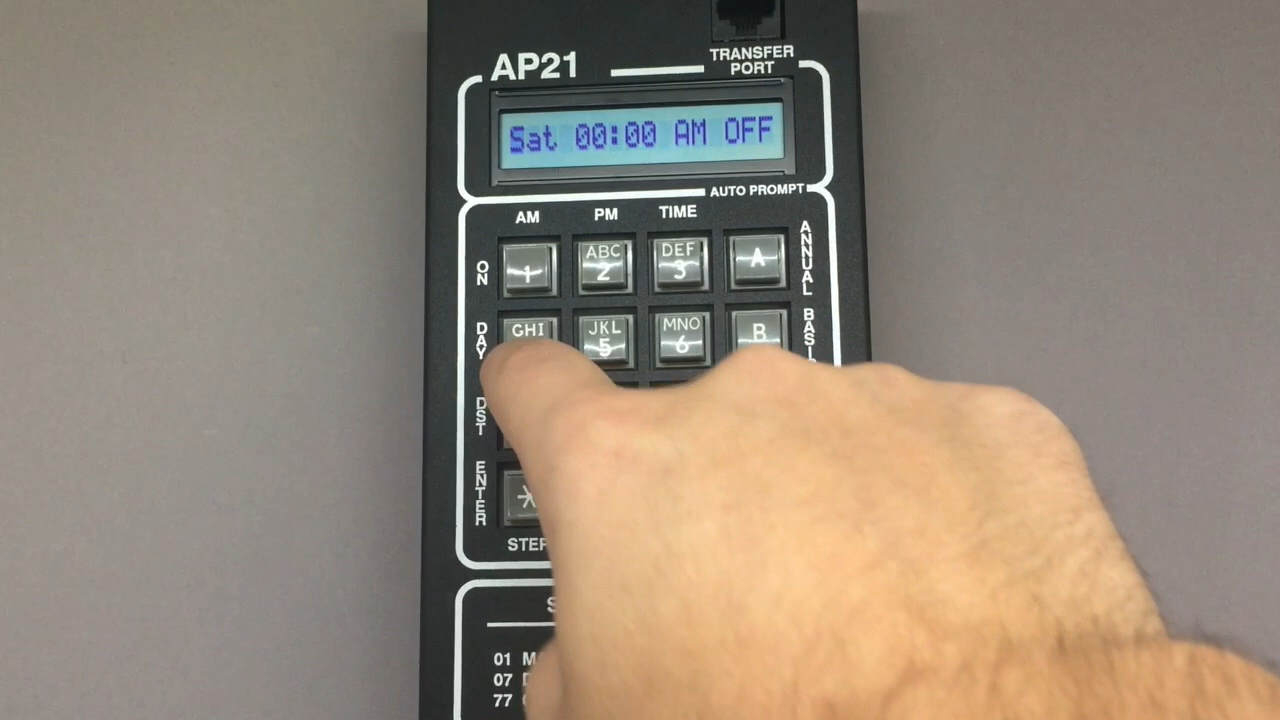 AP21
TRANSFER
PORT
Sat 00:00 AM OFF
AUTO PROMPT
AM PM TIME
ON
1
ABC
2
DEF
3
A
ANNUAL
DAY
GHI
JKL
5
MNO
6
B
DST
ENTER
*
01
07
77